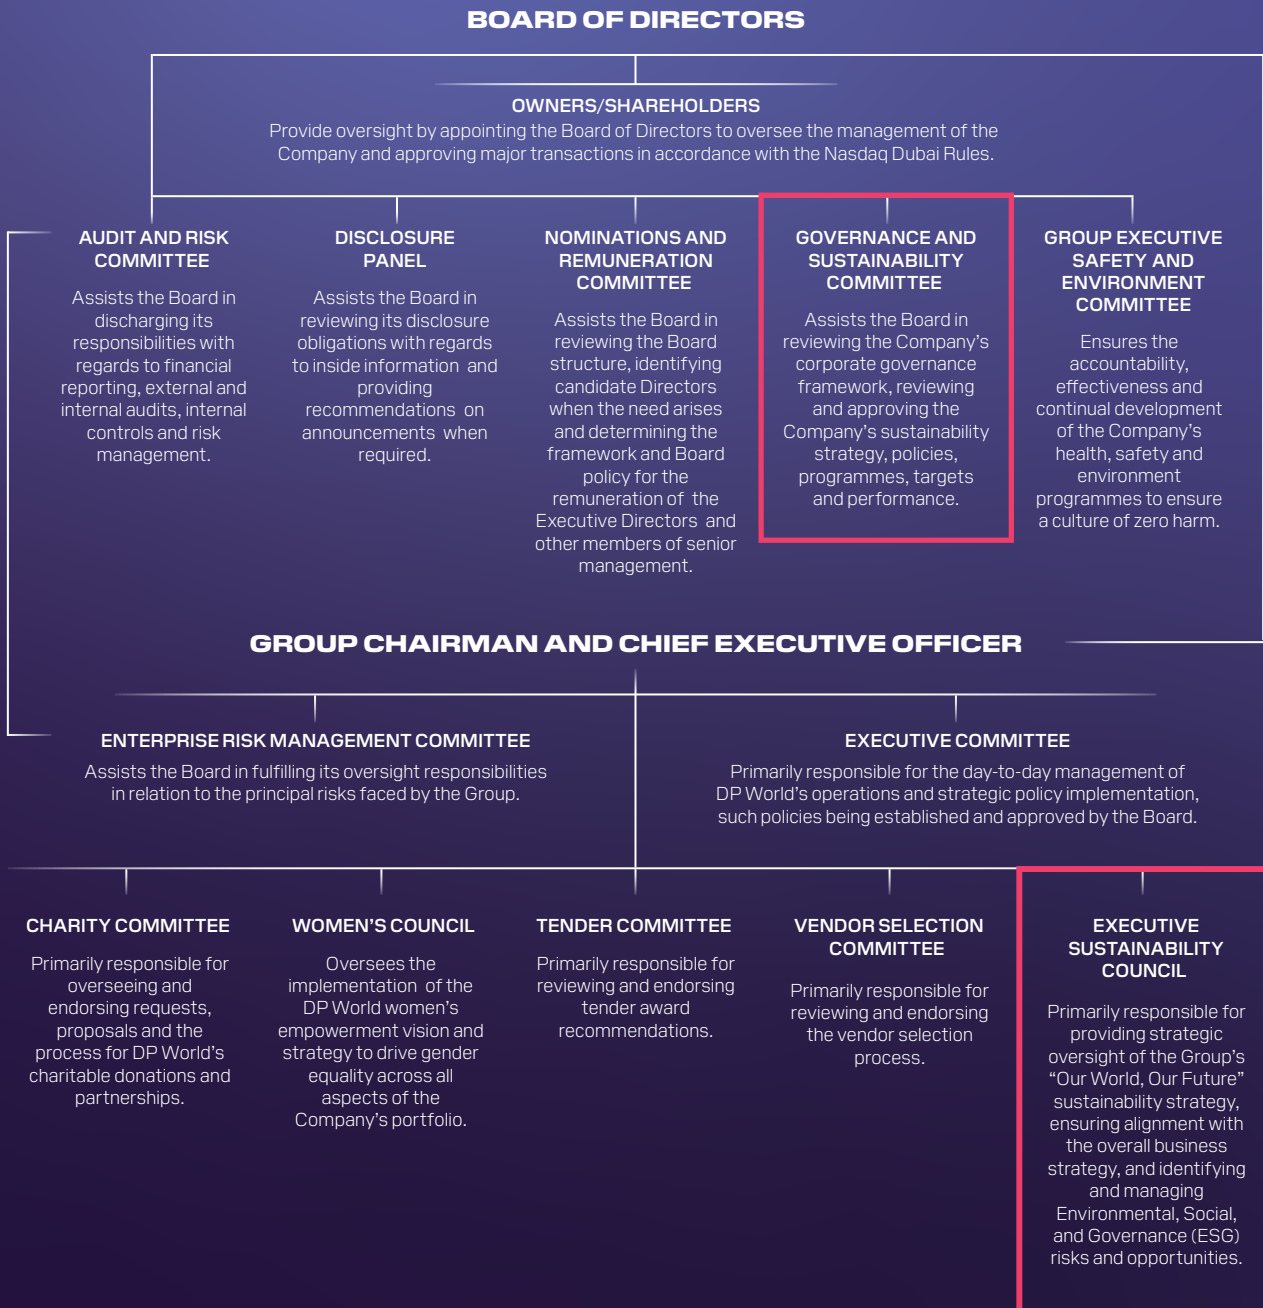 BOARD OF DIRECTORS
OWNERS/SHAREHOLDERS
Provide oversight by appointing the Board of Directors to oversee the management of the
Company and approving major transactions in accordance with the Nasdaq Dubai Rules.
AUDIT AND RISK
COMMITTEE
Assists the Board in
discharging its
responsibilities with
regards to financial
reporting, external and
internal audits, internal
controls and risk
management.
DISCLOSURE
PANEL
Assists the Board in
reviewing its disclosure
obligations with regards
to inside information and
providing
recommendations on
announcements when
required.
NOMINATIONS AND
REMUNERATION
COMMITTEE
Assists the Board in
reviewing the Board
structure, identifying
candidate Directors
when the need arises
and determining the
framework and Board
policy for the
remuneration of the
Executive Directors and
other members of senior
management.
GOVERNANCE AND
SUSTAINABILITY
COMMITTEE
Assists the Board in
reviewing the Company's
corporate governance
framework, reviewing
and approving the
Company's sustainability
strategy, policies,
programmes, targets
and performance.
GROUP EXECUTIVE
SAFETY AND
ENVIRONMENT
COMMITTEE
Ensures the
accountability,
effectiveness and
continual development
of the Company's
health, safety and
environment
programmes to ensure
a culture of zero harm.
GROUP CHAIRMAN AND CHIEF EXECUTIVE OFFICER
ENTERPRISE RISK MANAGEMENT COMMITTEE
Assists the Board in fulfilling its oversight responsibilities
in relation to the principal risks faced by the Group.
EXECUTIVE COMMITTEE
Primarily responsible for the day-to-day management of
DP World's operations and strategic policy implementation,
such policies being established and approved by the Board.
CHARITY COMMITTEE
Primarily responsible for
overseeing and
endorsing requests,
proposals and the
process for DP World's
charitable donations and
partnerships.
WOMEN'S COUNCIL
Oversees the
implementation of the
DP World women's
empowerment vision and
strategy to drive gender
equality across all
aspects of the
Company's portfolio.
TENDER COMMITTEE
Primarily responsible for
reviewing and endorsing
tender award
recommendations.
VENDOR SELECTION
COMMITTEE
Primarily responsible for
reviewing and endorsing
the vendor selection
process.
EXECUTIVE
SUSTAINABILITY
COUNCIL
Primarily responsible for
providing strategic
oversight of the Group's
“Our World, Our Future”
sustainability strategy,
ensuring alignment with
the overall business
strategy, and identifying
and managing
Environmental, Social,
and Governance (ESG)
risks and opportunities.